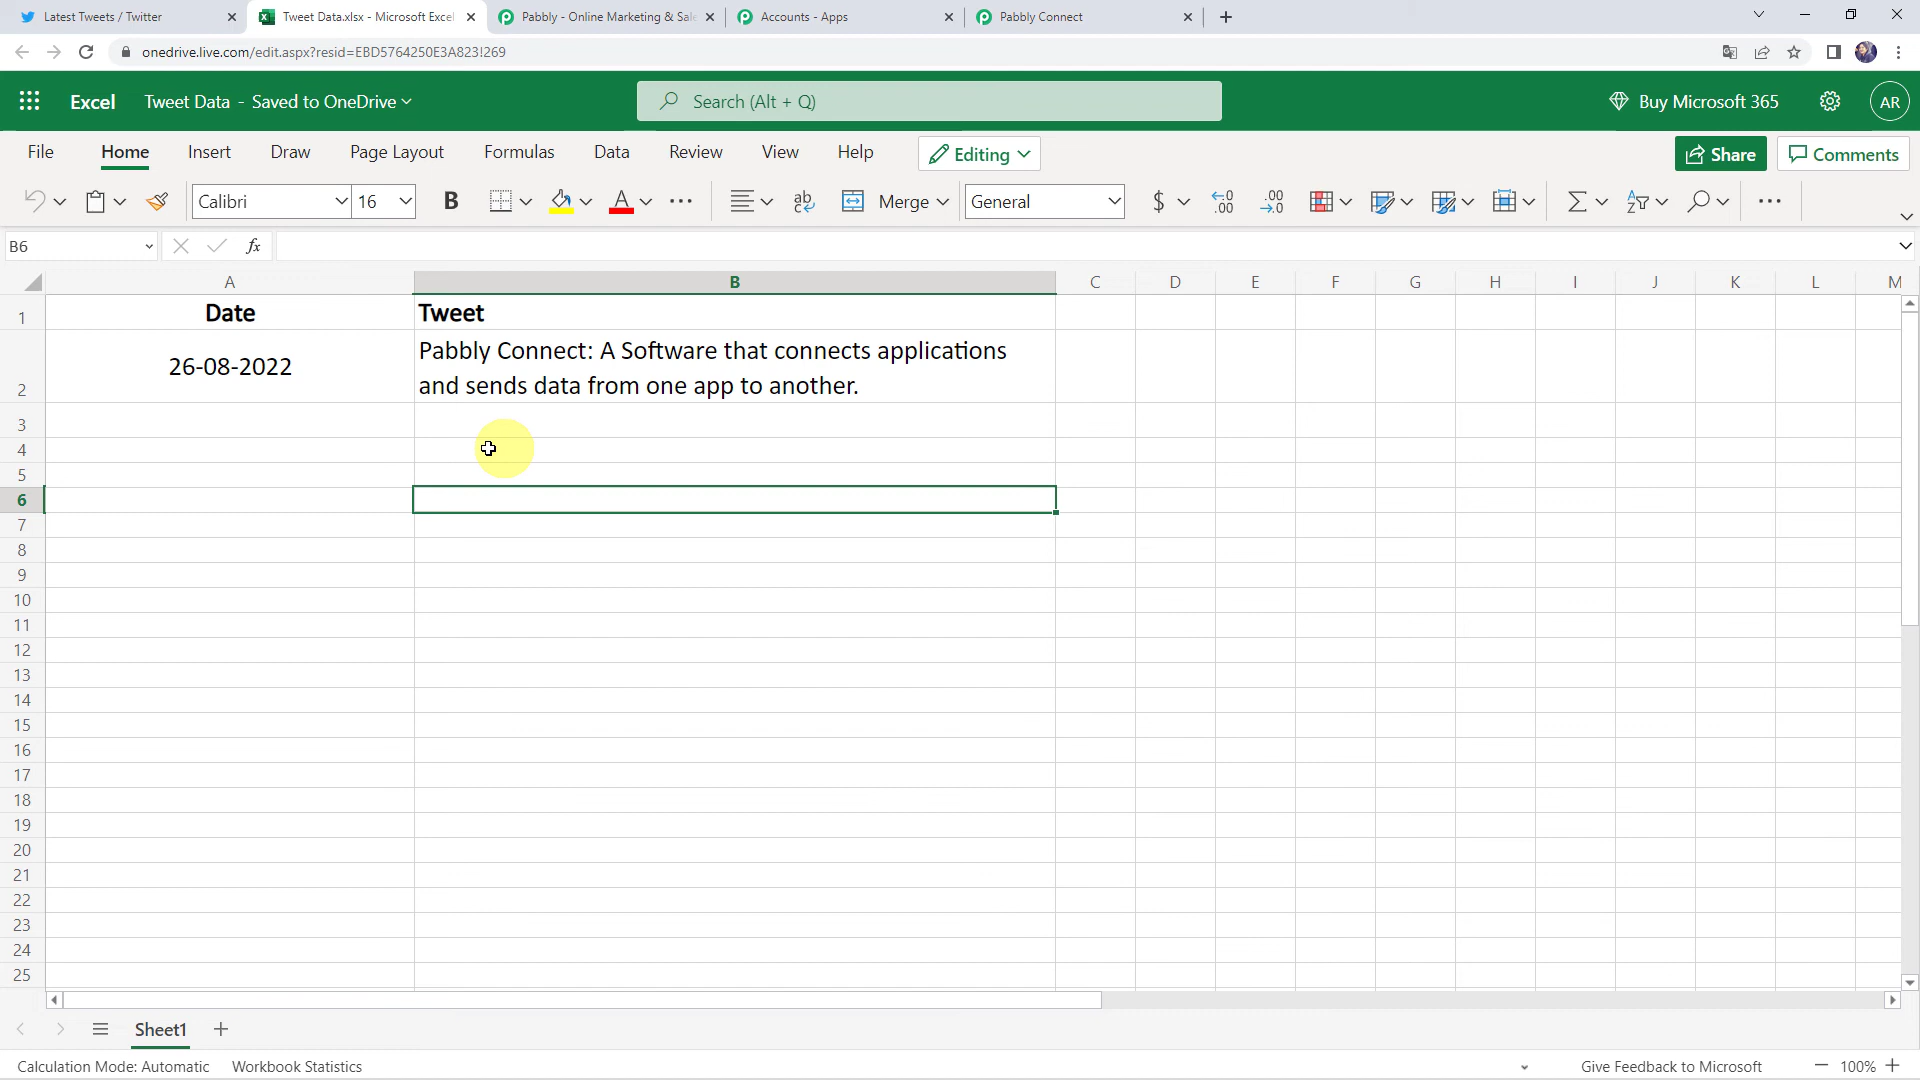 Latest Tweets / Twitter
Tweet Data.xlsx - Microsoft Excel
Pabbly - Online Marketing & Sale
Accounts - Apps
Pabbly Connect
onedrive.live.com/edit.aspx?resid=EBD5764250E3A823!269
Excel
Tweet Data - Saved to OneDrive
Search (Alt + Q)
Buy Microsoft 365
AR
File
Home
Insert
Draw
Page Layout
Formulas
Data
Review
View
Help
Editing
Share
Comments
Calibri
16
B
A
ab
Merge
General
$
.00
.00
B6
fx
A B C D E F G H I J K L M
1 Date Tweet
2 26-08-2022 Pabbly Connect: A Software that connects applications
and sends data from one app to another.
3
4
5
6
7
8
9
10
11
12
13
14
15
16
17
18
19
20
21
22
23
24
25
Sheet1
Calculation Mode: Automatic
Workbook Statistics
Give Feedback to Microsoft
100%